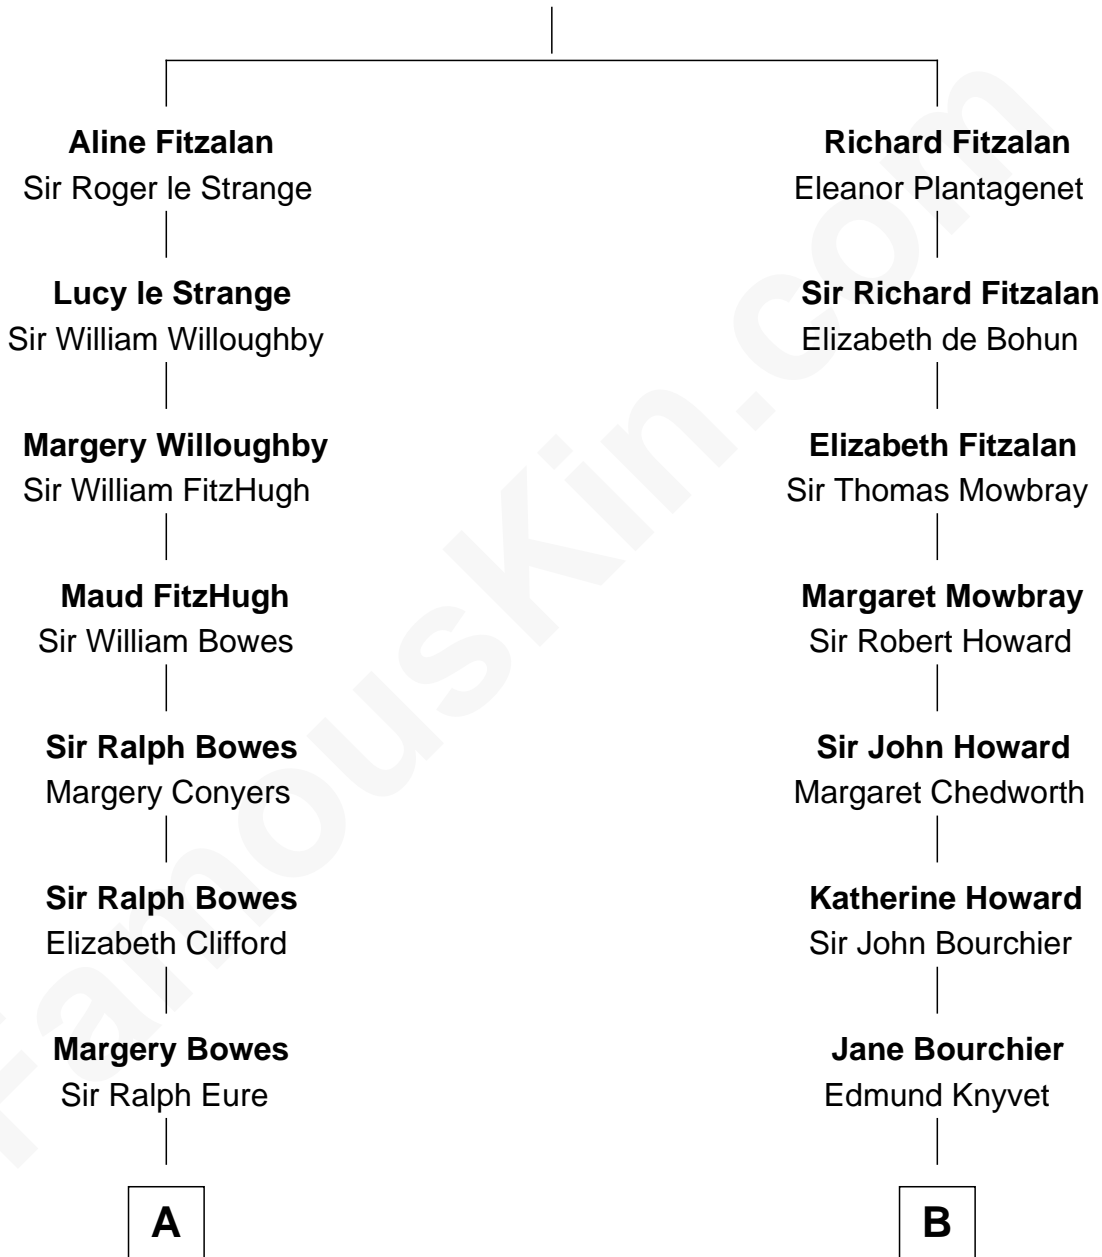 Aline Fitzalan
Sir Roger le Strange
Richard Fitzalan
Eleanor Plantagenet
Lucy le Strange
Sir William Willoughby
Sir Richard Fitzalan
Elizabeth de Bohun
Margery Willoughby
Sir William FitzHugh
Elizabeth Fitzalan
Sir Thomas Mowbray
Maud FitzHugh
Sir William Bowes
Margaret Mowbray
Sir Robert Howard
Sir Ralph Bowes
Margery Conyers
Sir John Howard
Margaret Chedworth
Sir Ralph Bowes
Elizabeth Clifford
Katherine Howard
Sir John Bourchier
Margery Bowes
Sir Ralph Eure
Jane Bourchier
Edmund Knyvet
A
B
FamousKin.com